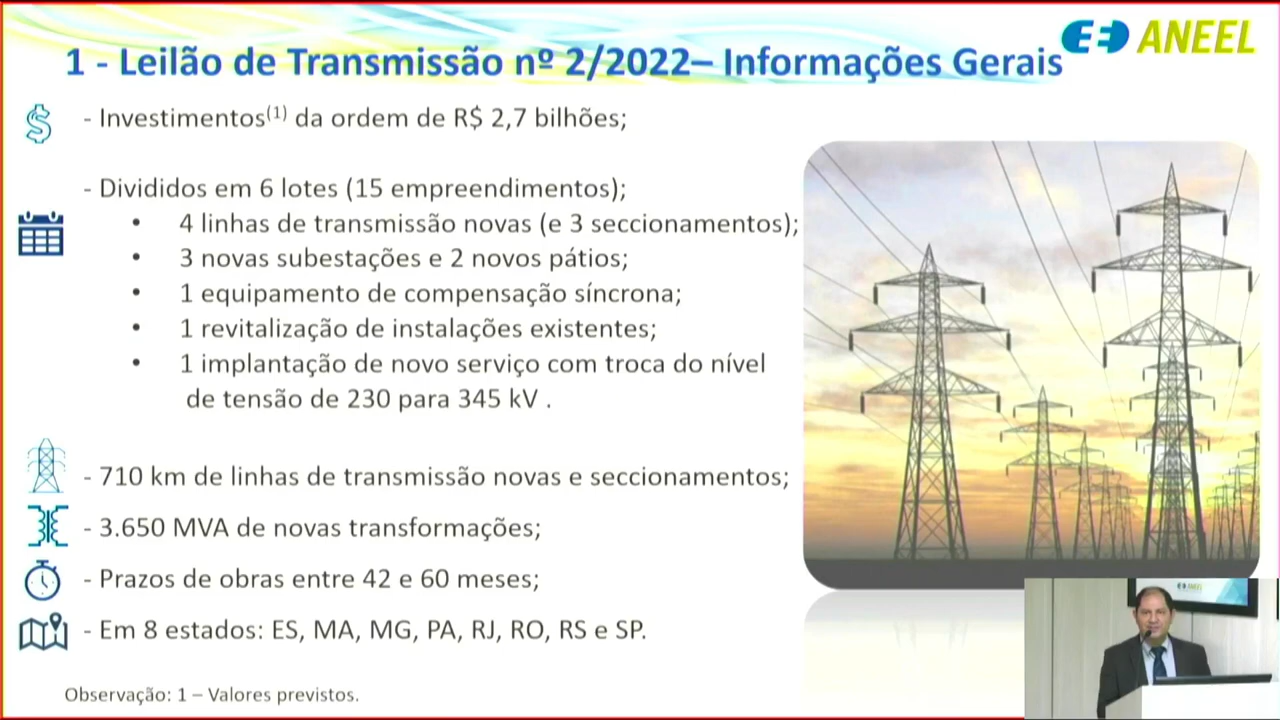 1 - Leilão de Transmissão nº 2/2022– Informações Gerais
ANEEL
- Investimentos(1) da ordem de R$ 2,7 bilhões;
- Divididos em 6 lotes (15 empreendimentos);
• 4 linhas de transmissão novas (e 3 seccionamentos);
• 3 novas subestações e 2 novos pátios;
• 1 equipamento de compensação síncrona;
• 1 revitalização de instalações existentes;
• 1 implantação de novo serviço com troca do nível
de tensão de 230 para 345 kV .
- 710 km de linhas de transmissão novas e seccionamentos;
- 3.650 MVA de novas transformações;
- Prazos de obras entre 42 e 60 meses;
- Em 8 estados: ES, MA, MG, PA, RJ, RO, RS e SP.
Observação: 1 – Valores previstos.
ANEEL